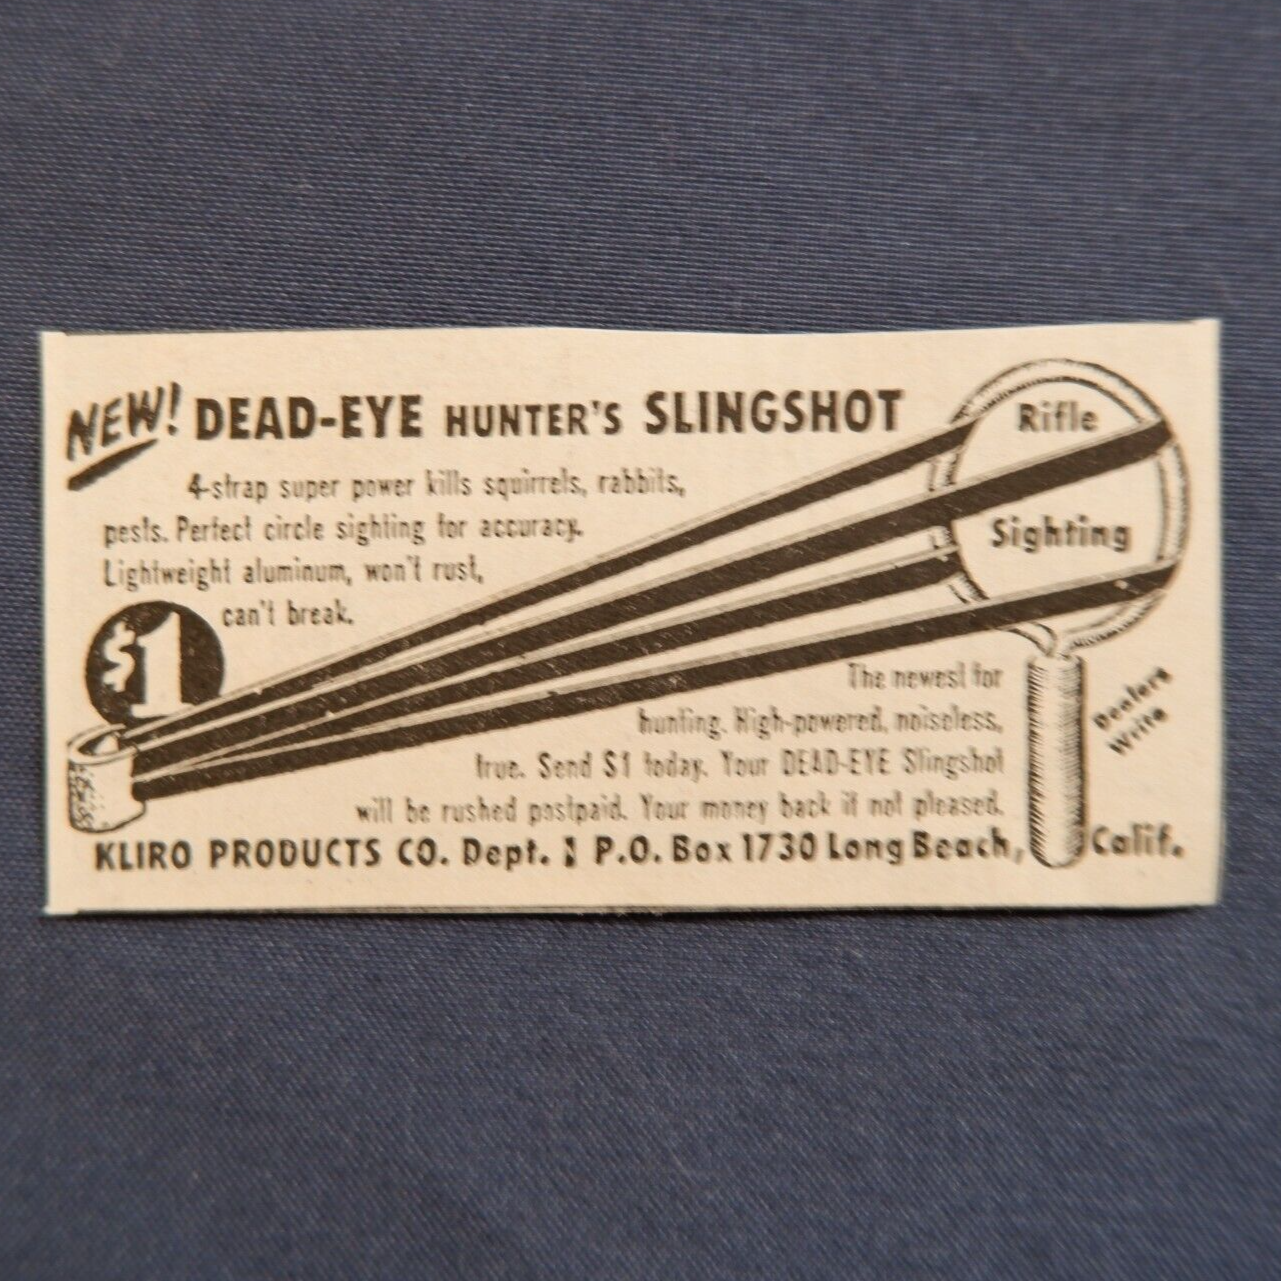 NEW! DEAD-EYE HUNTER'S SLINGSHOT
4-strap super power kills squirrels, rabbits,
pests. Perfect circle sighting for accuracy.
Lightweight aluminum, won't rust,
can't break.
$1
Rifle
Sighting
The newest for
hunting. High-powered, noiseless,
true. Send $1 today. Your DEAD-EYE Slingshot
will be rushed postpaid. Your money back if not pleased.
Dealers
Write
KLIRO PRODUCTS CO. Dept. P.O. Box 1730 Long Beach, Calif.